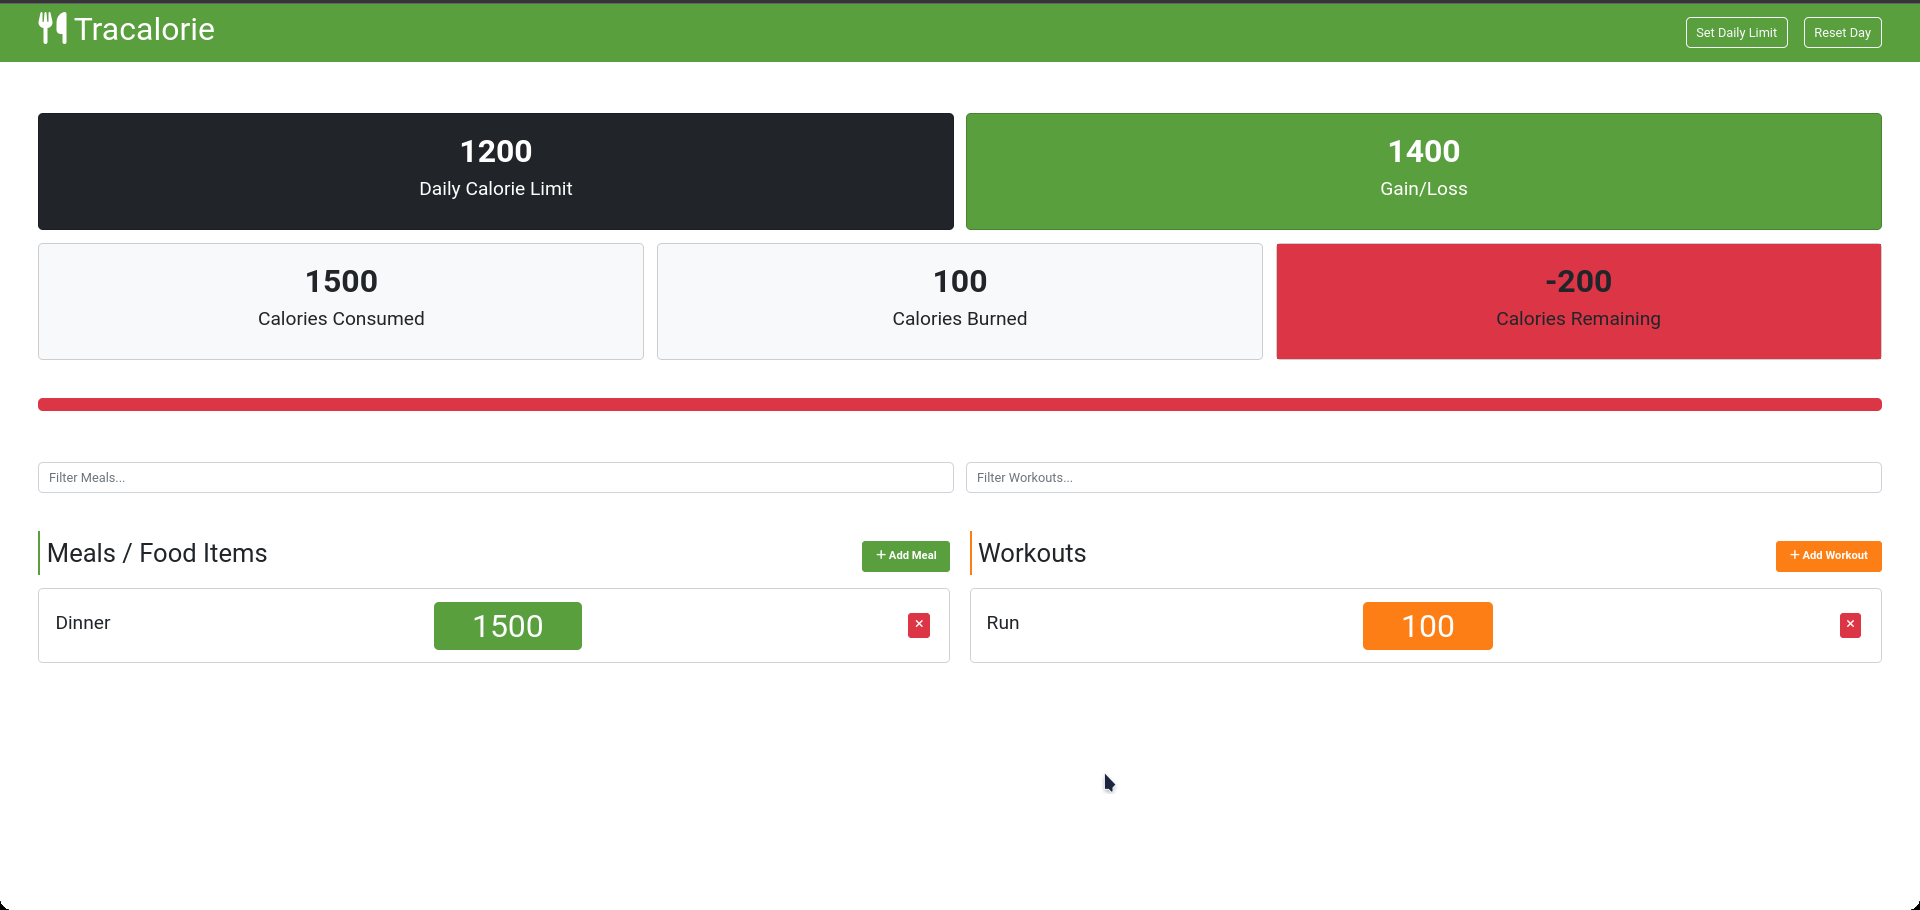 Tracalorie
Set Daily Limit
Reset Day
1200
Daily Calorie Limit
1400
Gain/Loss
1500
Calories Consumed
100
Calories Burned
-200
Calories Remaining
Filter Meals...
Filter Workouts...
Meals / Food Items
+ Add Meal
Workouts
+ Add Workout
Dinner
1500
×
Run
100
×